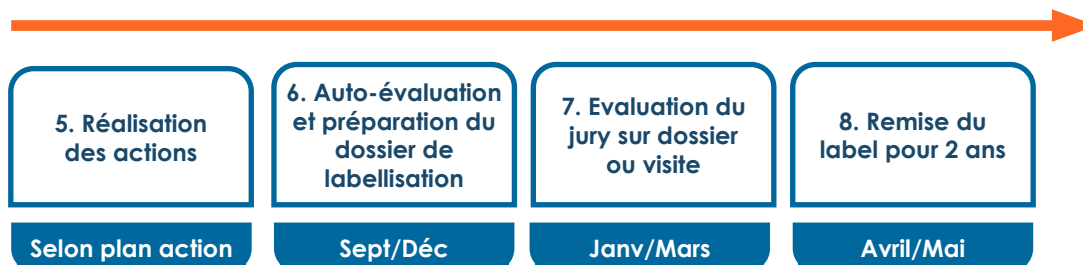 5. Réalisation
des actions
6. Auto-évaluation
et préparation du
dossier de
labellisation
7. Evaluation du
jury sur dossier
ou visite
8. Remise du
label pour 2 ans
Selon plan action
Sept/Déc
Janv/Mars
Avril/Mai